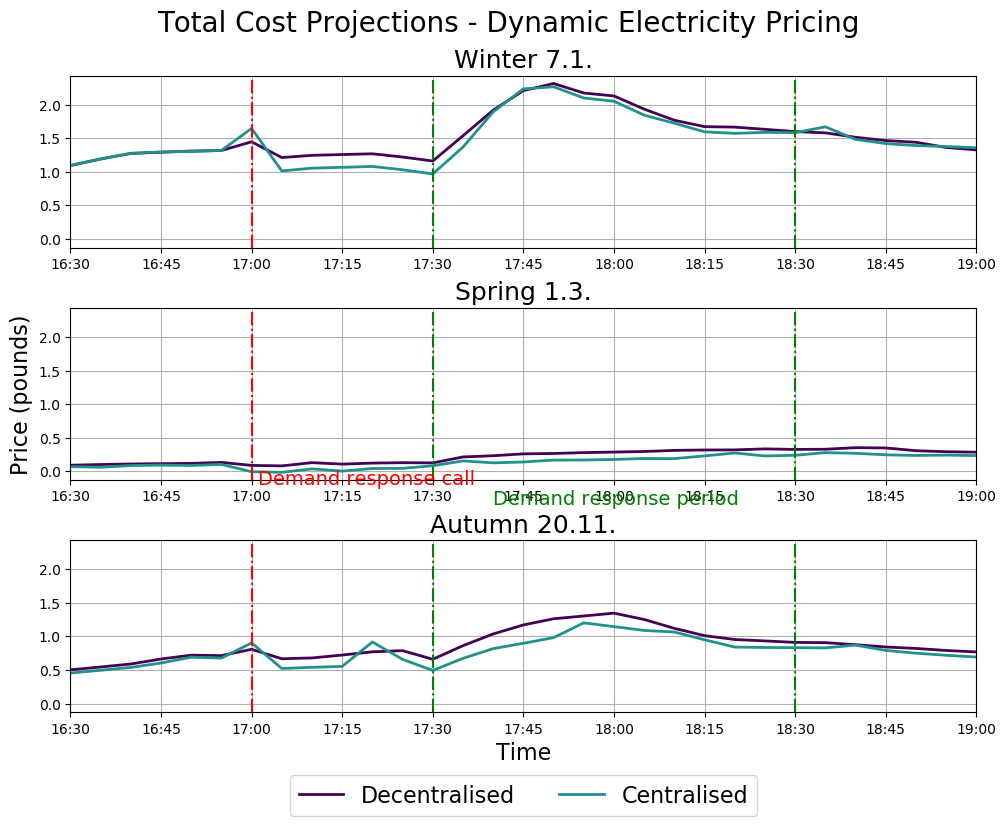 Total Cost Projections - Dynamic Electricity Pricing
Winter 7.1.
2.0
1.5
1.0
0.5
0.0
16:30 16:45 17:00 17:15 17:30 17:45 18:00 18:15 18:30 18:45 19:00
Spring 1.3.
Price (pounds)
2.0
1.5
1.0
0.5
0.0
Demand response call
16:30 16:45 17:00 17:15 17:30 17:45 18:00 18:15 18:30 18:45 19:00
Demand response period
Autumn 20.11.
2.0
1.5
1.0
0.5
0.0
16:30 16:45 17:00 17:15 17:30 17:45 18:00 18:15 18:30 18:45 19:00
Time
Decentralised Centralised